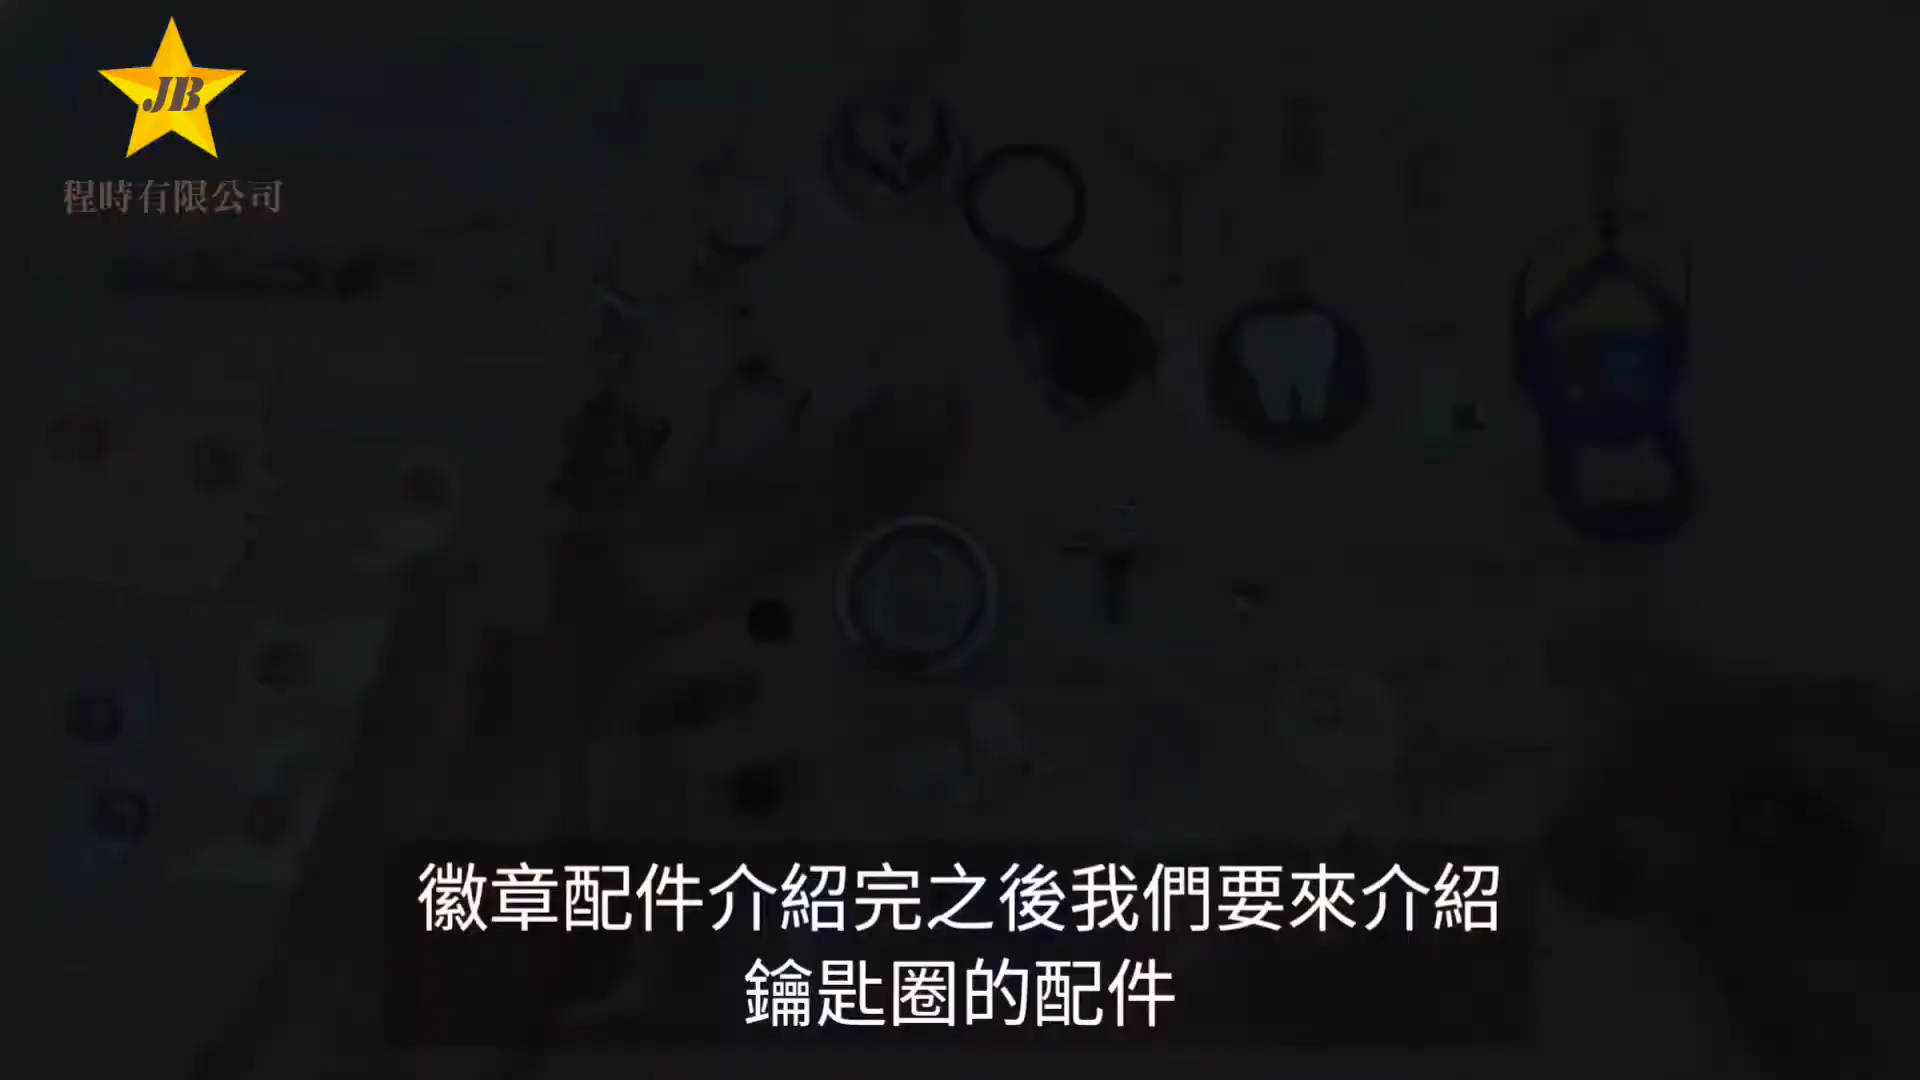 JB
程時有限公司
徽章配件介紹完之後我們要來介紹
鑰匙圈的配件